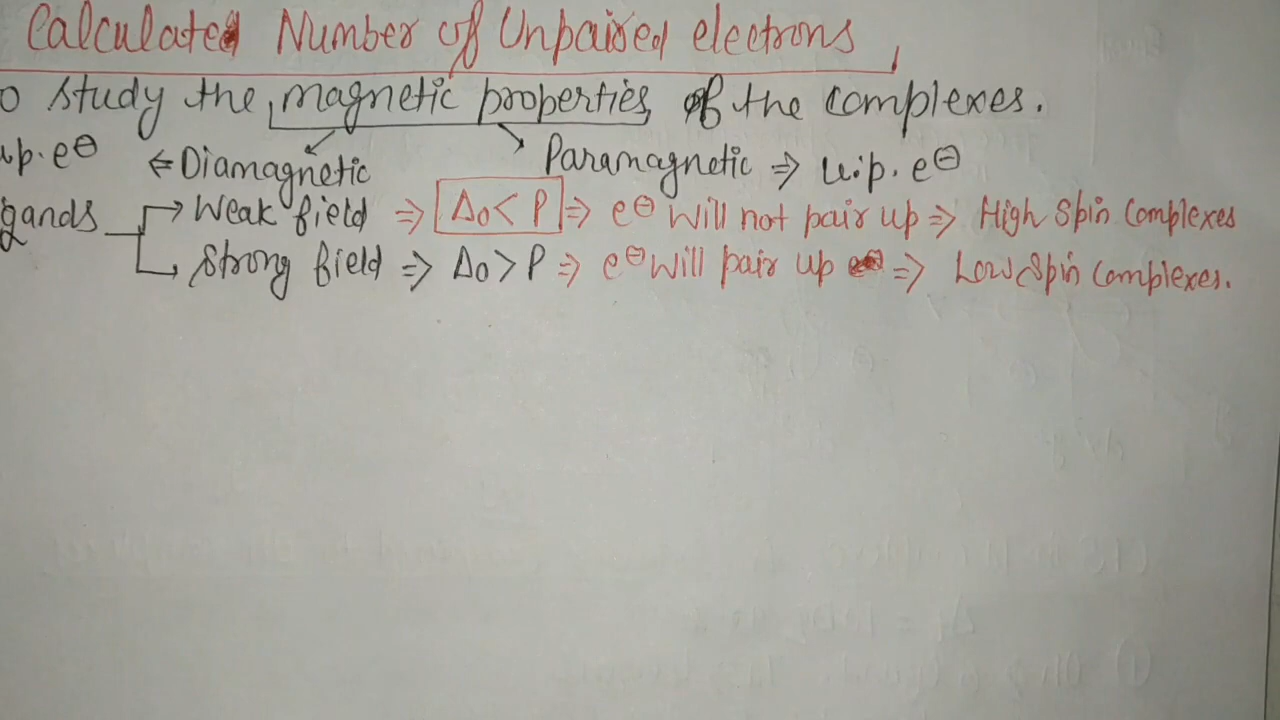 Calculated Number of Unpaired electrons
o study the magnetic properties of the complexes.
up.e⊖ ⇐ Diamagnetic Paramagnetic ⇒ u.p.e⊖
gands → Weak field ⇒ Δo < P ⇒ e⊖ will not pair up ⇒ High Spin Complexes
→ Strong field ⇒ Δo > P ⇒ e⊖ will pair up ⇒ Low Spin Complexes.